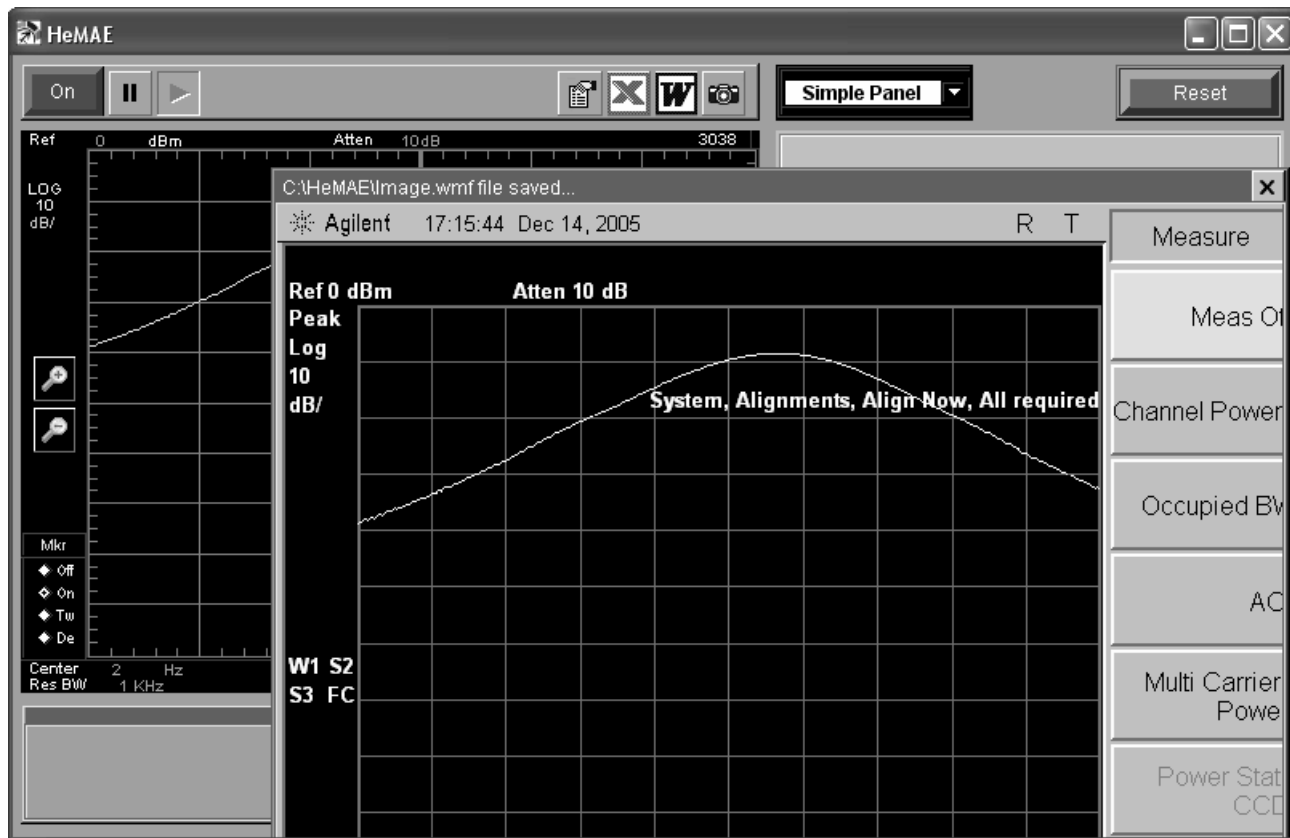 HeMAE
On
W
Simple Panel
Reset
Ref 0 dBm Atten 10dB 3038
LOG
10
dB/
Mkr
Off
On
Tw
De
Center 2 Hz
Res BW 1 KHz
C:\HeMAE\Image.wmf file saved...
Agilent 17:15:44 Dec 14, 2005 R T
Ref 0 dBm Atten 10 dB
Peak
Log
10
dB/
System, Alignments, Align Now, All required
W1 S2
S3 FC
Measure
Meas Of
Channel Power
Occupied BW
AC
Multi Carrier
Powe
Power Stat
CCD